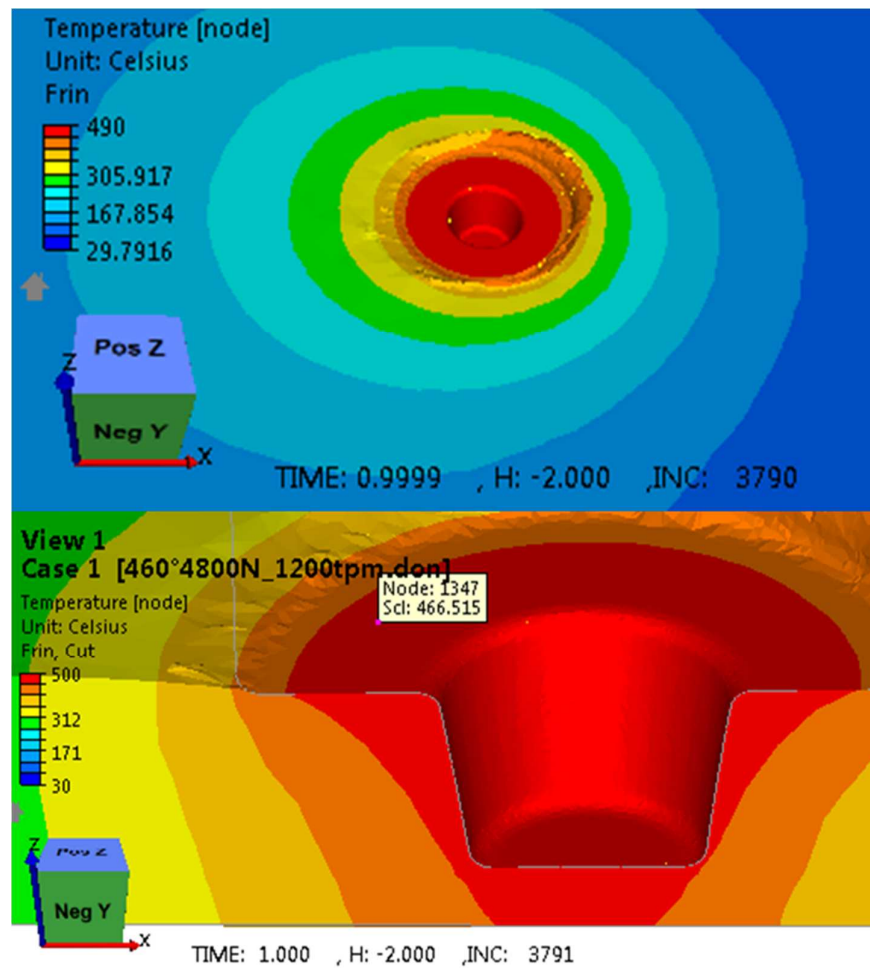 Temperature [node]
Unit: Celsius
Frin
490
305.917
167.854
29.7916
Pos Z
Z
Neg Y
X
TIME: 0.9999 , H: -2.000 ,INC: 3790
View 1
Case 1 [460°4800N_1200tpm.don]
Node: 1347
Scl: 466.515
Temperature [node]
Unit: Celsius
Frin, Cut
500
312
171
30
Z
Pos Z
Neg Y
X
TIME: 1.000 , H: -2.000 ,INC: 3791